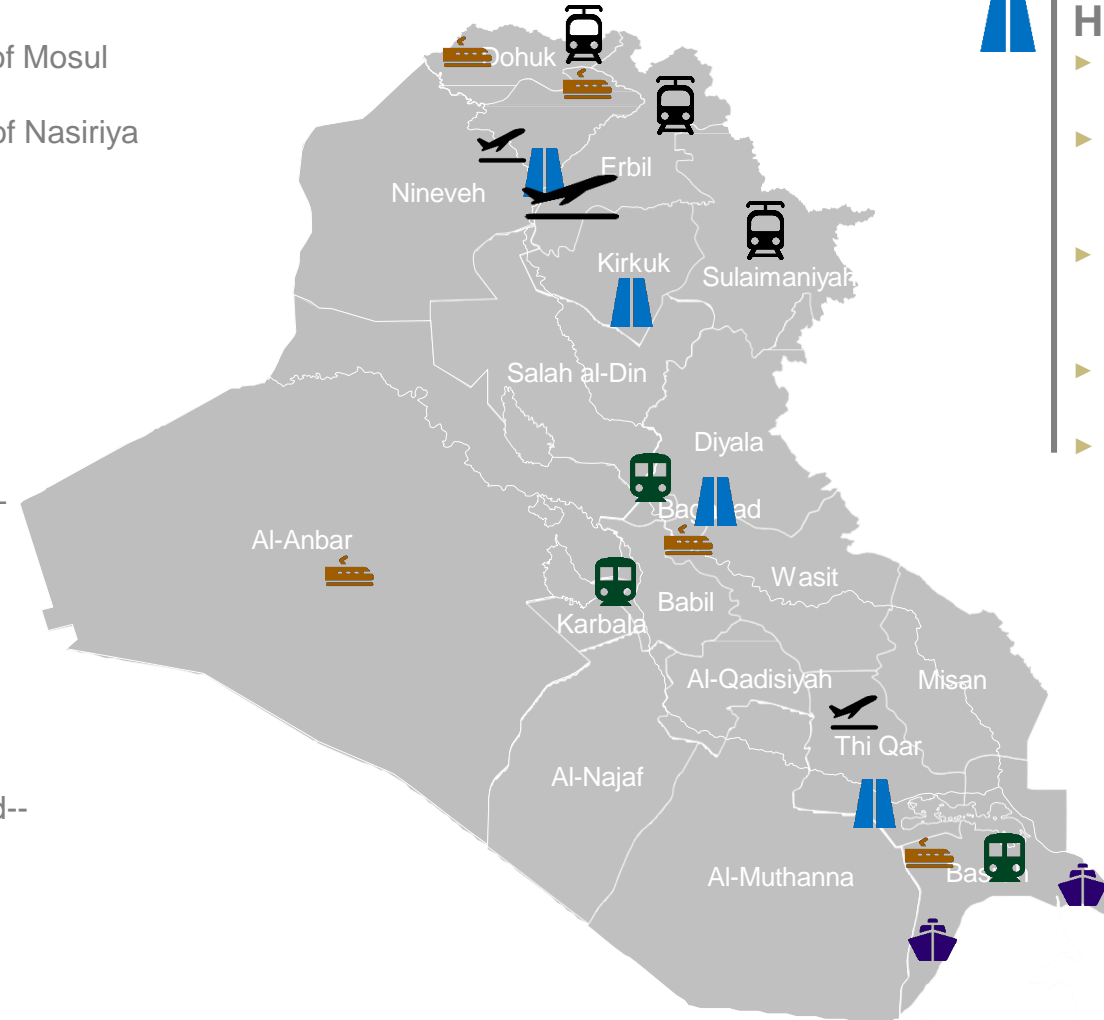 of Mosul
of Nasiriya
H
Dohuk
Erbil
Nineveh
Kirkuk
Sulaimaniyah
Salah al-Din
Diyala
Baghdad
Al-Anbar
Wasit
Babil
Karbala
Al-Qadisiyah
Misan
Thi Qar
Al-Najaf
Al-Muthanna
d--